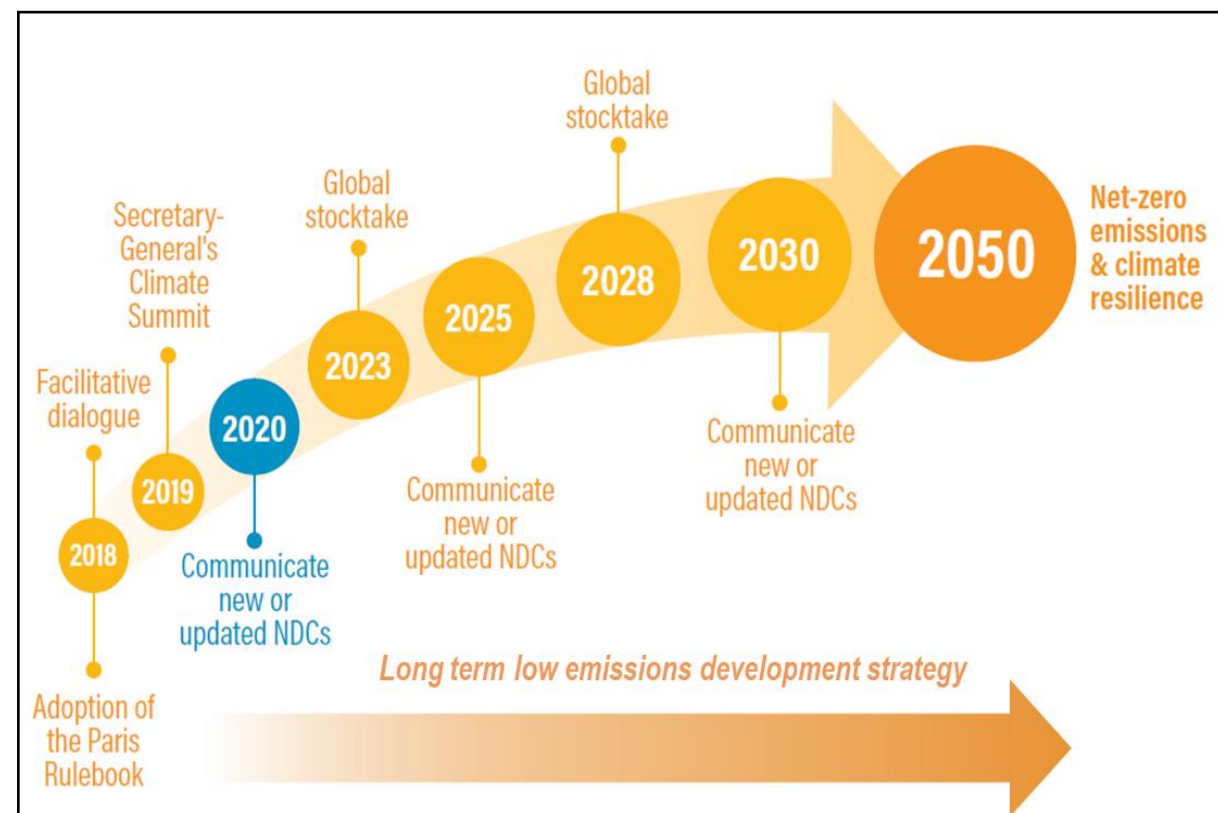 Facilitative
dialogue
2018
Adoption of
the Paris
Rulebook
Secretary-
General's
Climate
Summit
2019
2020
Communicate
new or
updated NDCs
Global
stocktake
2023
2025
Communicate
new or
updated NDCs
Global
stocktake
2028
2030
Communicate
new or
updated NDCs
2050
Net-zero
emissions
& climate
resilience
Long term low emissions development strategy